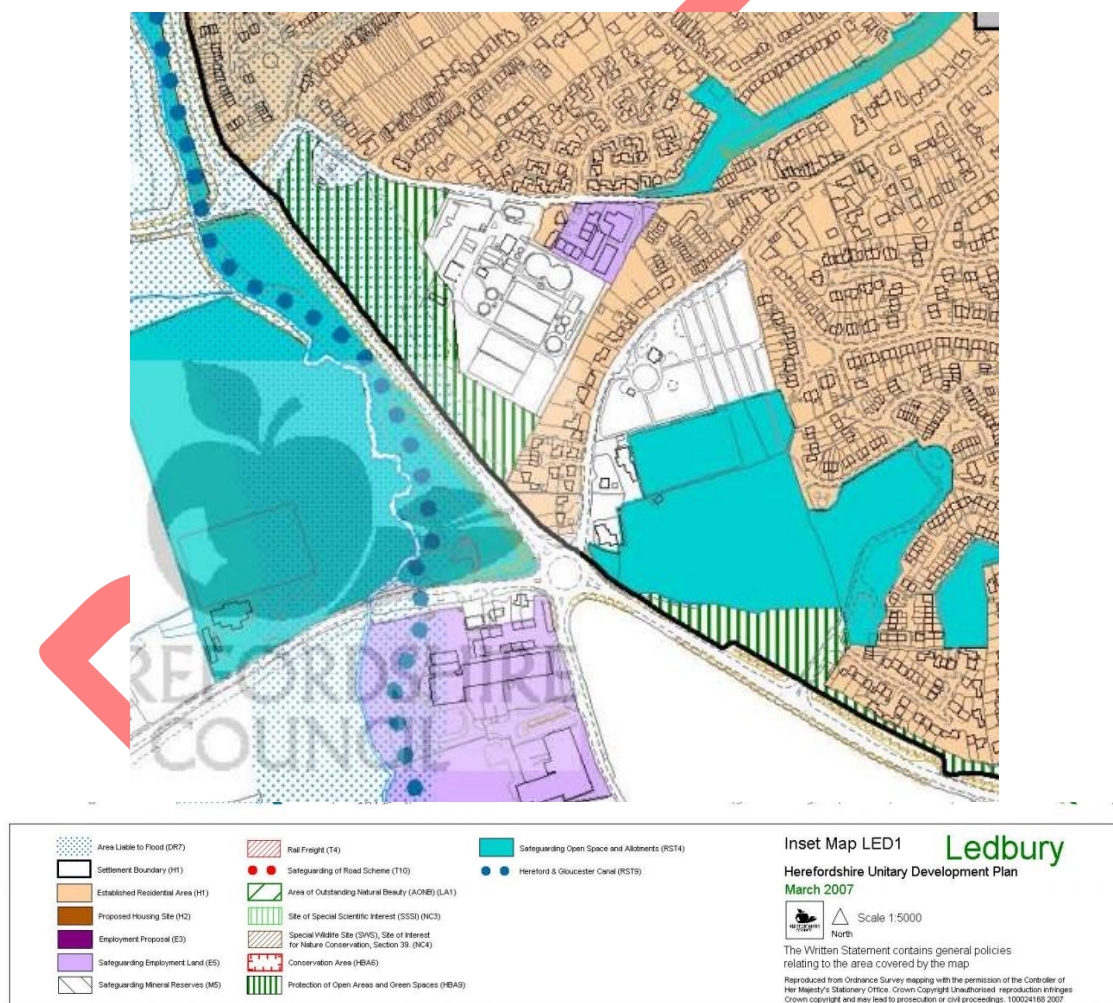 REFORDSHIRE
COUNCIL
Area Liable to Flood (DR7)
Settlement Boundary (H1)
Established Residential Area (H1)
Proposed Housing Site (H2)
Employment Proposal (E3)
Safeguarding Employment Land (E5)
Safeguarding Mineral Reserves (M5)
Rail Freight (T4)
Safeguarding of Road Scheme (T10)
Area of Outstanding Natural Beauty (AONB) (LA1)
Site of Special Scientific Interest (SSSI) (NC3)
Special Wildlife Site (SWS), Site of Interest
for Nature Conservation, Section 39. (NC4)
Conservation Area (HBA6)
Protection of Open Areas and Green Spaces (HBA9)
Safeguarding Open Space and Allotments (RST4)
Hereford & Gloucester Canal (RST9)
Inset Map LED1 Ledbury
Herefordshire Unitary Development Plan
March 2007
Scale 1:5000
North
The Written Statement contains general policies
relating to the area covered by the map
Reproduced from Ordnance Survey mapping with the permission of the Controller of
Her Majesty's Stationery Office. Crown Copyright Unauthorised reproduction infringes
Crown copyright and may lead to prosecution or civil proceedings. 100024168 2007